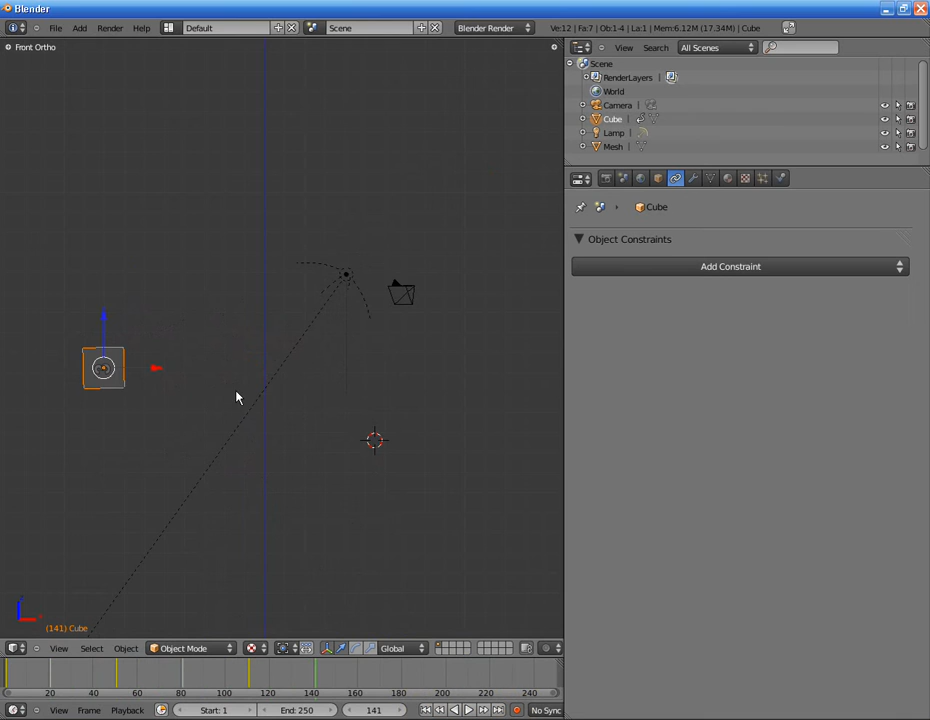 Blender
File Add Render Help Default Scene Blender Render Ve:12 | Fa:7 | Ob:1-4 | La:1 | Mem:6.12M (17.34M) | Cube
Front Ortho
View Search All Scenes
Scene
RenderLayers |
World
Camera |
Cube |
Lamp |
Mesh |
Cube
Object Constraints
Add Constraint
(141) Cube
View Select Object Object Mode Global
0 20 40 60 80 100 120 140 160 180 200 220 240
View Frame Playback Start: 1 End: 250 141 No Sync